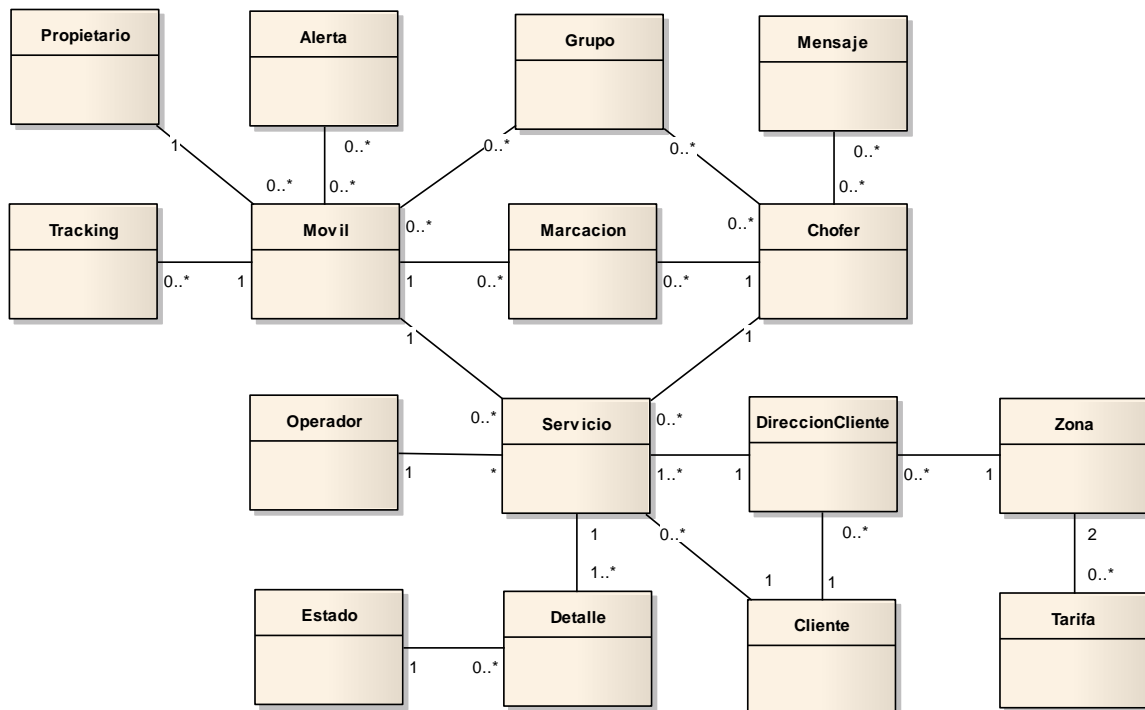 Propietario
Alerta
Grupo
Mensaje
1
0..*
0..*
0..*
0..*
0..*
0..*
0..*
0..*
0..*
Tracking
Movil
Marcacion
Chofer
0..*
1
1
0..*
0..*
1
1
1
0..*
0..*
Operador
Servicio
DireccionCliente
Zona
1
*
1..*
1
0..*
1
1
0..*
0..*
2
1..*
1
1
0..*
Estado
Detalle
Cliente
Tarifa
1
0..*